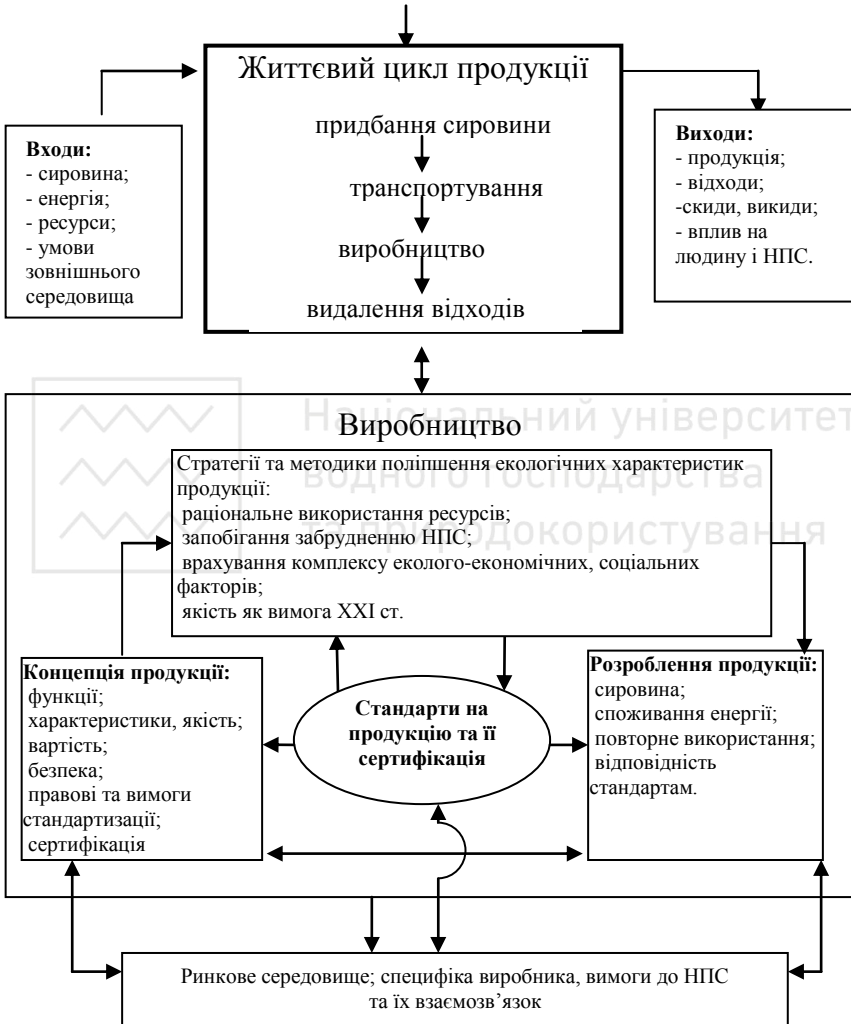 Життєвий цикл продукції
придбання сировини
транспортування
виробництво
видалення відходів
Входи:
- сировина;
- енергія;
- ресурси;
- умови
зовнішнього
середовища
Виходи:
- продукція;
- відходи;
-скиди, викиди;
- вплив на
людину і НПС.
Національний університет
водного господарства
та природокористування
Виробництво
Стратегії та методики поліпшення екологічних характеристик
продукції:
раціональне використання ресурсів;
запобігання забрудненню НПС;
врахування комплексу еколого-економічних, соціальних
факторів;
якість як вимога ХХІ ст.
Концепція продукції:
функції;
характеристики, якість;
вартість;
безпека;
правові та вимоги
стандартизації;
сертифікація
Стандарти на
продукцію та її
сертифікація
Розроблення продукції:
сировина;
споживання енергії;
повторне використання;
відповідність
стандартам.
Ринкове середовище; специфіка виробника, вимоги до НПС
та їх взаємозв’язок